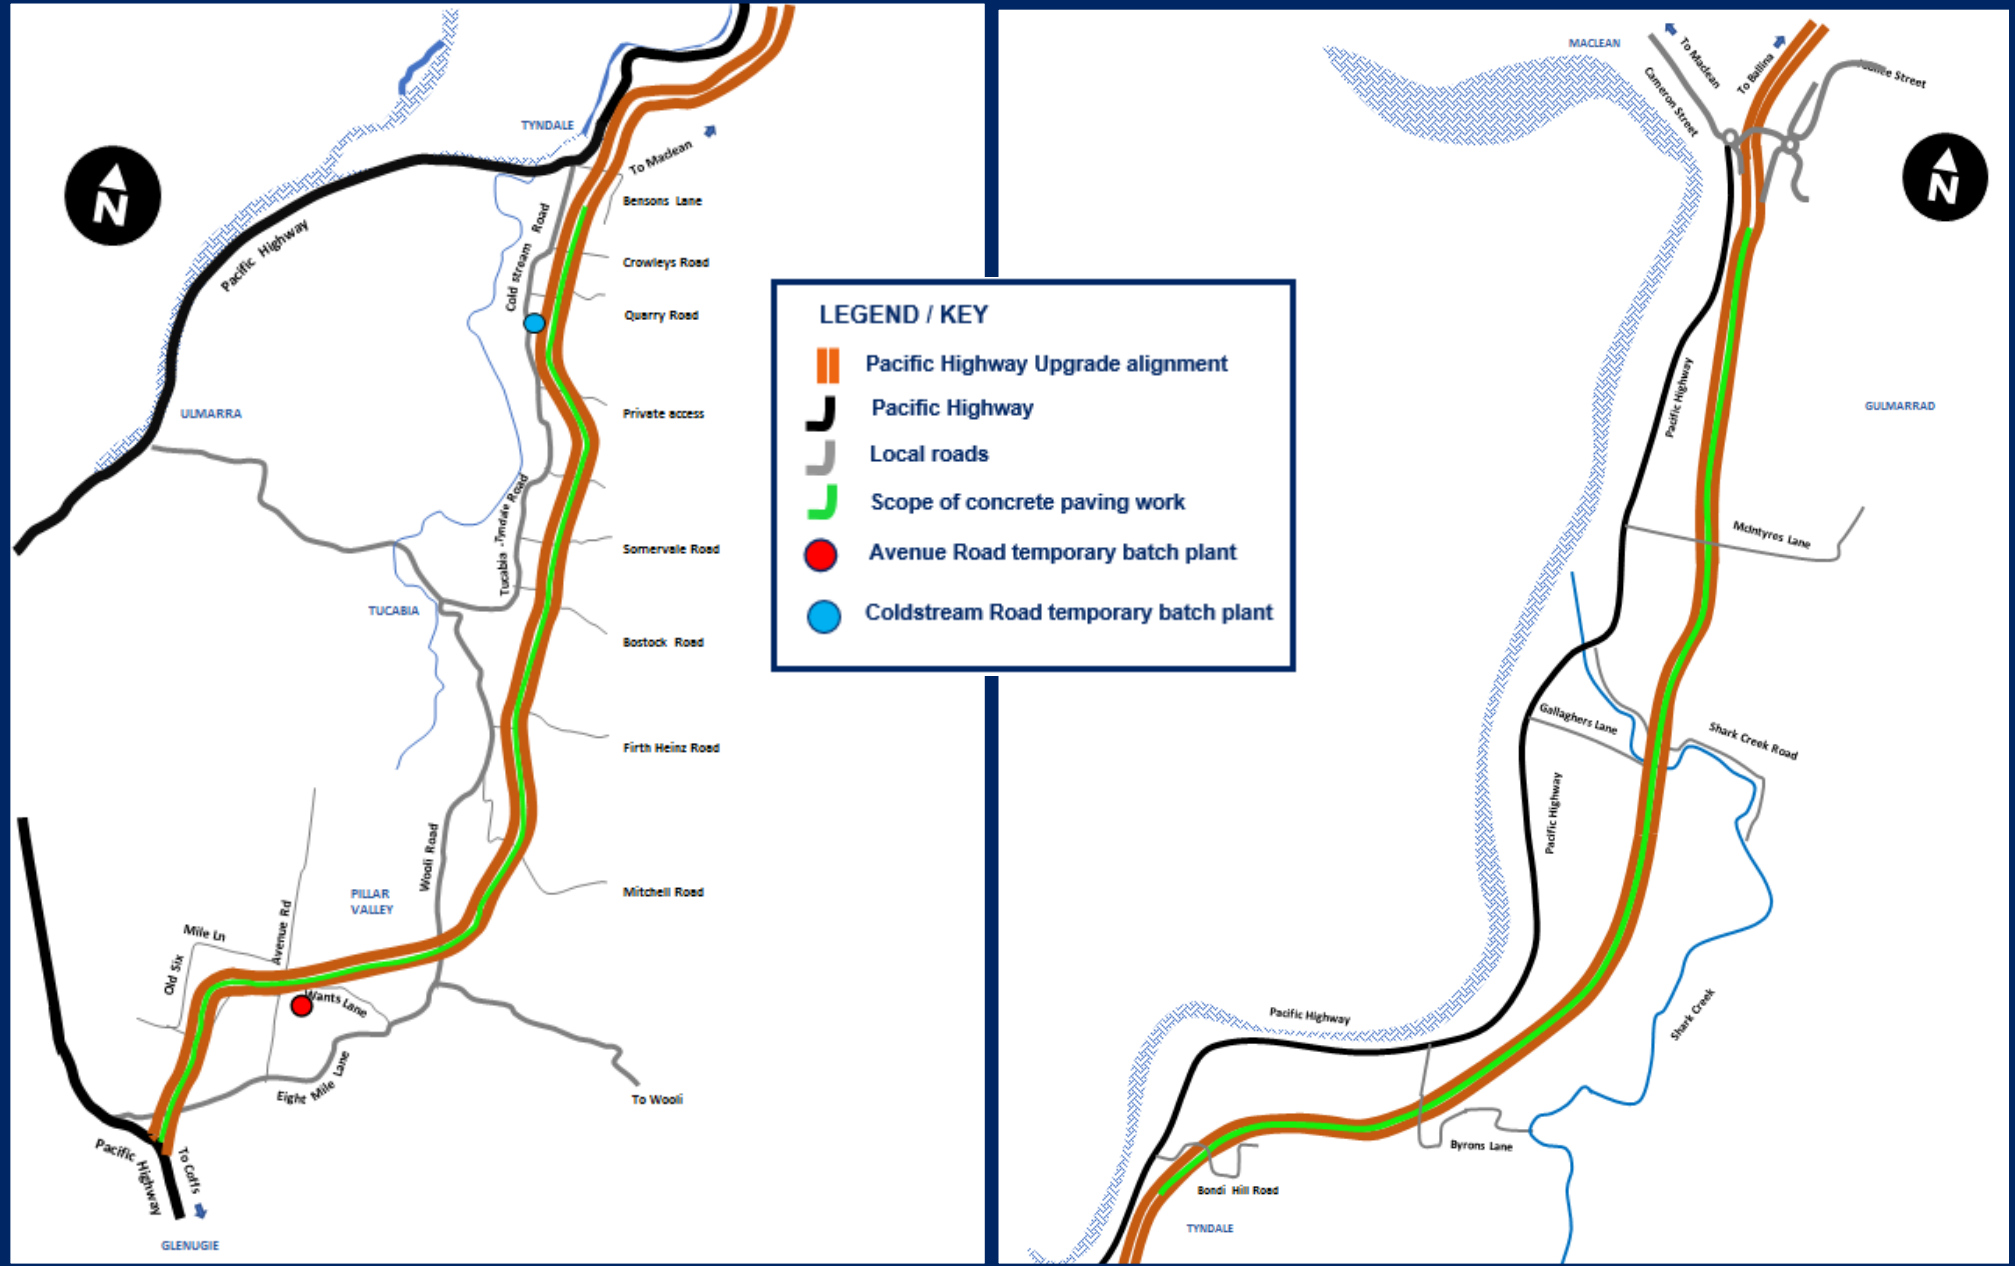 TYNDALE
To Maclean
Bensons Lane
N
Pacific Highway
Cold stream Road
Crowleys Road
Quarry Road
Private access
ULMARRA
Tucabia -Tyndale Road
Somervale Road
TUCABIA
Bostock Road
Firth Heinz Road
Wooli Road
Mitchell Road
PILLAR
VALLEY
Avenue Rd
Mile Ln
Old Six
Wants Lane
Eight Mile Lane
To Wooli
Pacific Highway
To Coffs
GLENUGIE
LEGEND / KEY
Pacific Highway Upgrade alignment
Pacific Highway
Local roads
Scope of concrete paving work
Avenue Road temporary batch plant
Coldstream Road temporary batch plant
MACLEAN
To Maclean
To Ballina
Cameron Street
Street
N
Pacific Highway
GULMARRAD
McIntyres Lane
Gallaghers Lane
Shark Creek Road
Pacific Highway
Shark Creek
Pacific Highway
Byrons Lane
Bondi Hill Road
TYNDALE